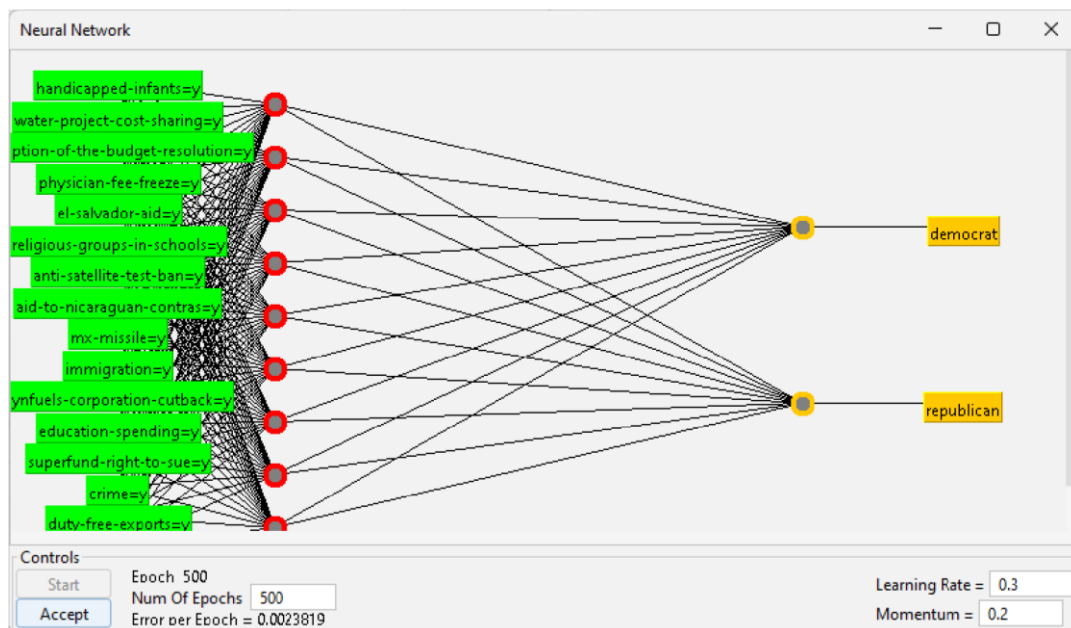 Neural Network
handicapped-infants=y
water-project-cost-sharing=y
ption-of-the-budget-resolution=y
physician-fee-freeze=y
el-salvador-aid=y
religious-groups-in-schools=y
anti-satellite-test-ban=y
aid-to-nicaraguan-contras=y
mx-missile=y
immigration=y
ynfuels-corporation-cutback=y
education-spending=y
superfund-right-to-sue=y
crime=y
duty-free-exports=y
democrat
republican
Controls
Start
Accept
Epoch 500
Num Of Epochs 500
Error per Epoch = 0.0023819
Learning Rate = 0.3
Momentum = 0.2